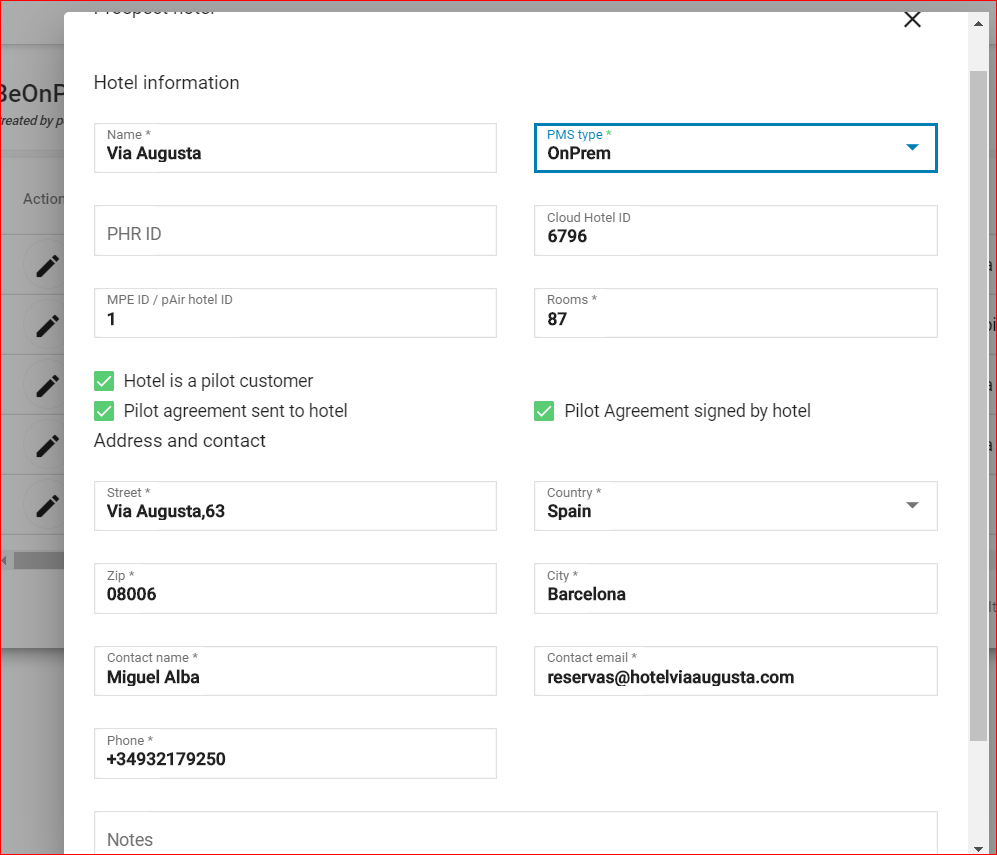 Prospect hotel
Hotel information
Name *
Via Augusta
PMS type *
OnPrem
PHR ID
Cloud Hotel ID
6796
MPE ID / pAir hotel ID
1
Rooms *
87
Hotel is a pilot customer
Pilot agreement sent to hotel
Pilot Agreement signed by hotel
Address and contact
Street *
Via Augusta,63
Country *
Spain
Zip *
08006
City *
Barcelona
Contact name *
Miguel Alba
Contact email *
reservas@hotelviaaugusta.com
Phone *
+34932179250
Notes
BeOnP
reated by p
Action